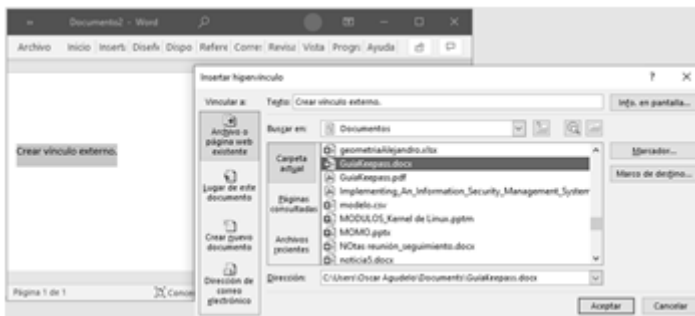 Documento2 - Word
Archivo Inicio Insert Diseñ Dispo Refere Corre Revisa Vista Progra Ayuda
Insertar hipervínculo ? X
Vincular a:
Texto: Crear vínculo externo.
Info. en pantalla...
Archivo o página web existente
Buscar en: Documentos
Crear vínculo externo.
Carpeta actual
geometriaAlejandro.xlsx
Marcador...
GuiaKeepass.docx
Marco de destino...
GuiaKeepass.pdf
Lugar de este documento
Implementing_An_Information_Security_Management_System
Páginas consultadas
modelo.csv
MODULOS_Kernel de Linux.pptm
Crear nuevo documento
MOMO.pptx
Archivos recientes
NOtas reunión_seguimiento.docx
noticia5.docx
Dirección de correo electrónico
Dirección: C:\Users\Oscar Agudelo\Documents\GuiaKeepass.docx
Página 1 de 1
Conce
Aceptar Cancelar